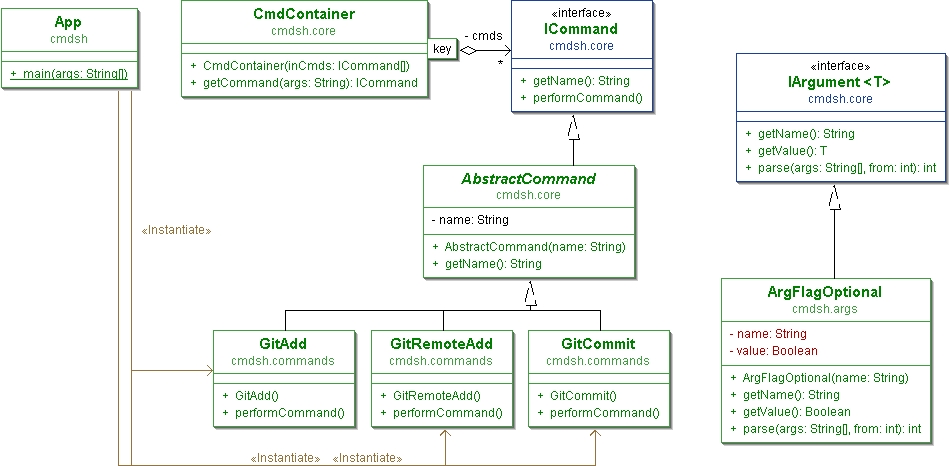 App
cmdsh
+ main(args: String[])
CmdContainer
cmdsh.core
+ CmdContainer(inCmds: ICommand[])
+ getCommand(args: String): ICommand
key
- cmds
*
«interface»
ICommand
cmdsh.core
+ getName(): String
+ performCommand()
«interface»
IArgument <T>
cmdsh.core
+ getName(): String
+ getValue(): T
+ parse(args: String[], from: int): int
AbstractCommand
cmdsh.core
- name: String
+ AbstractCommand(name: String)
+ getName(): String
«Instantiate»
GitAdd
cmdsh.commands
+ GitAdd()
+ performCommand()
GitRemoteAdd
cmdsh.commands
+ GitRemoteAdd()
+ performCommand()
GitCommit
cmdsh.commands
+ GitCommit()
+ performCommand()
ArgFlagOptional
cmdsh.args
- name: String
- value: Boolean
+ ArgFlagOptional(name: String)
+ getName(): String
+ getValue(): Boolean
+ parse(args: String[], from: int): int
«Instantiate» «Instantiate»